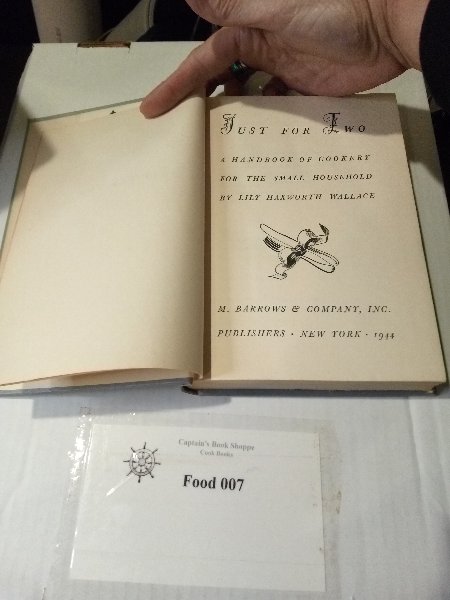 JUST FOR TWO
A HANDBOOK OF COOKERY
FOR THE SMALL HOUSEHOLD
BY LILY HAXWORTH WALLACE
M. BARROWS & COMPANY, INC.
PUBLISHERS · NEW YORK · 1944
Captain's Book Shoppe
Cook Books
Food 007